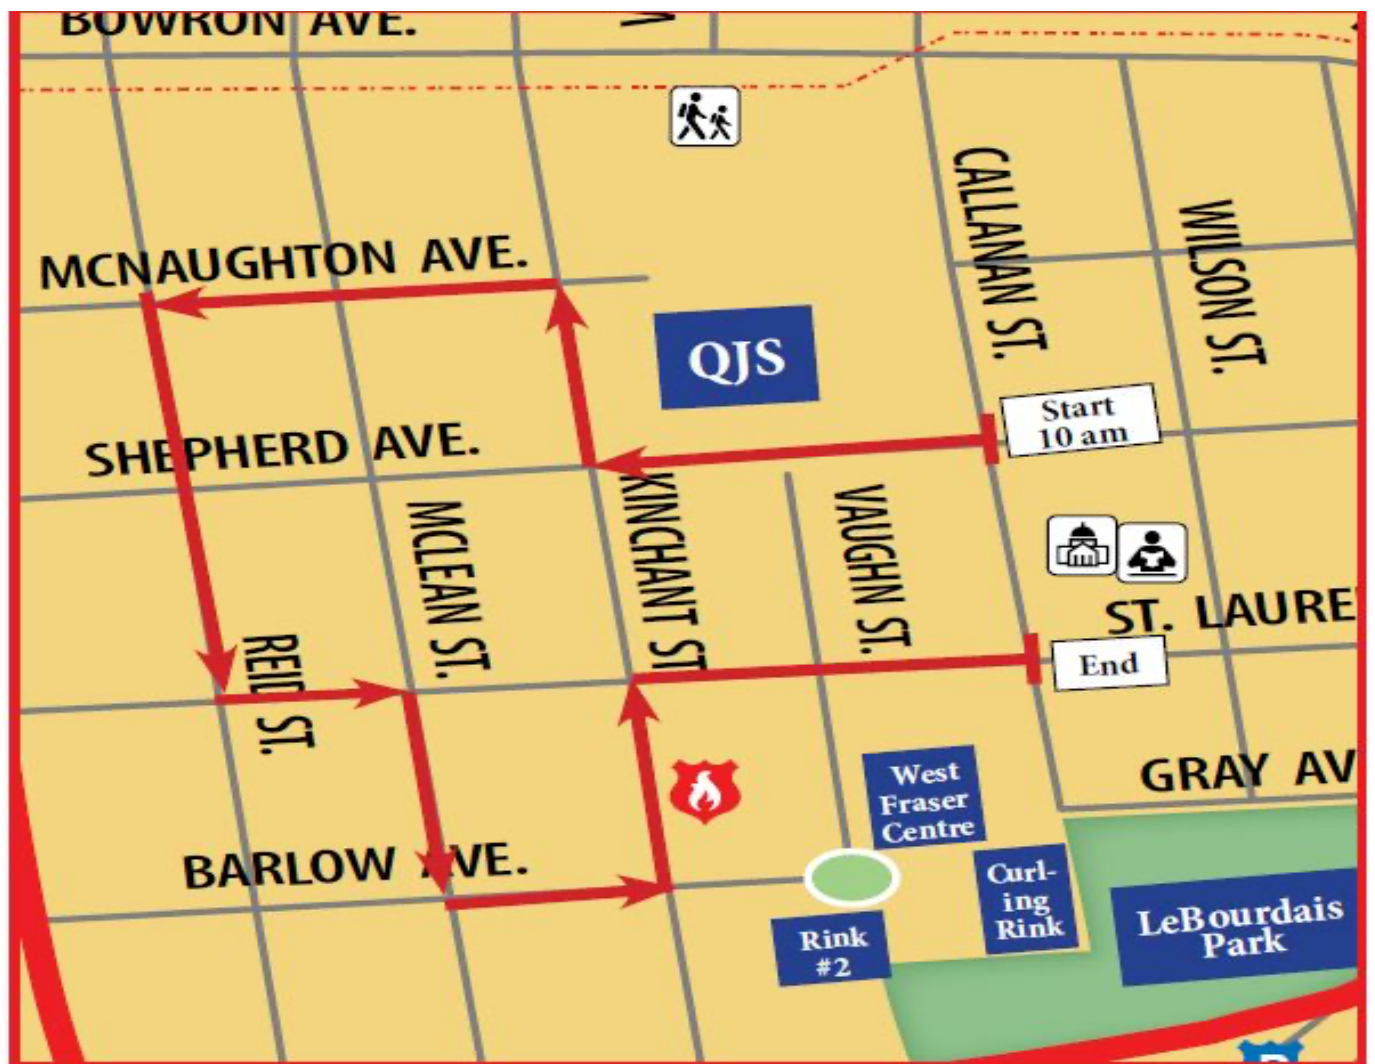 BOWRON AVE.
MCNAUGHTON AVE.
CALLANAN ST.
WILSON ST.
QJS
Start
10 am
SHEPHERD AVE.
MCLEAN ST.
KINCHANT ST.
VAUGHN ST.
ST. LAURE
REID ST.
End
West
Fraser
Centre
GRAY AV
BARLOW AVE.
Curl-
ing
Rink
LeBourdais
Park
Rink
#2